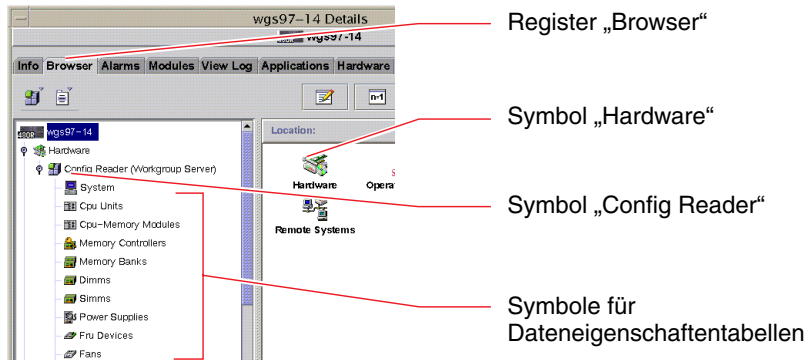 wgs97-14 Details
wgs97-14
Info Browser Alarms Modules View Log Applications Hardware
n-1
wgs97-14
Location:
Hardware
Config Reader (Workgroup Server)
System
Cpu Units
Cpu-Memory Modules
Memory Controllers
Memory Banks
Dimms
Simms
Power Supplies
Fru Devices
Fans
Hardware
Remote Systems
Register „Browser“
Symbol „Hardware“
Symbol „Config Reader“
Symbole für
Dateneigenschaftentabellen